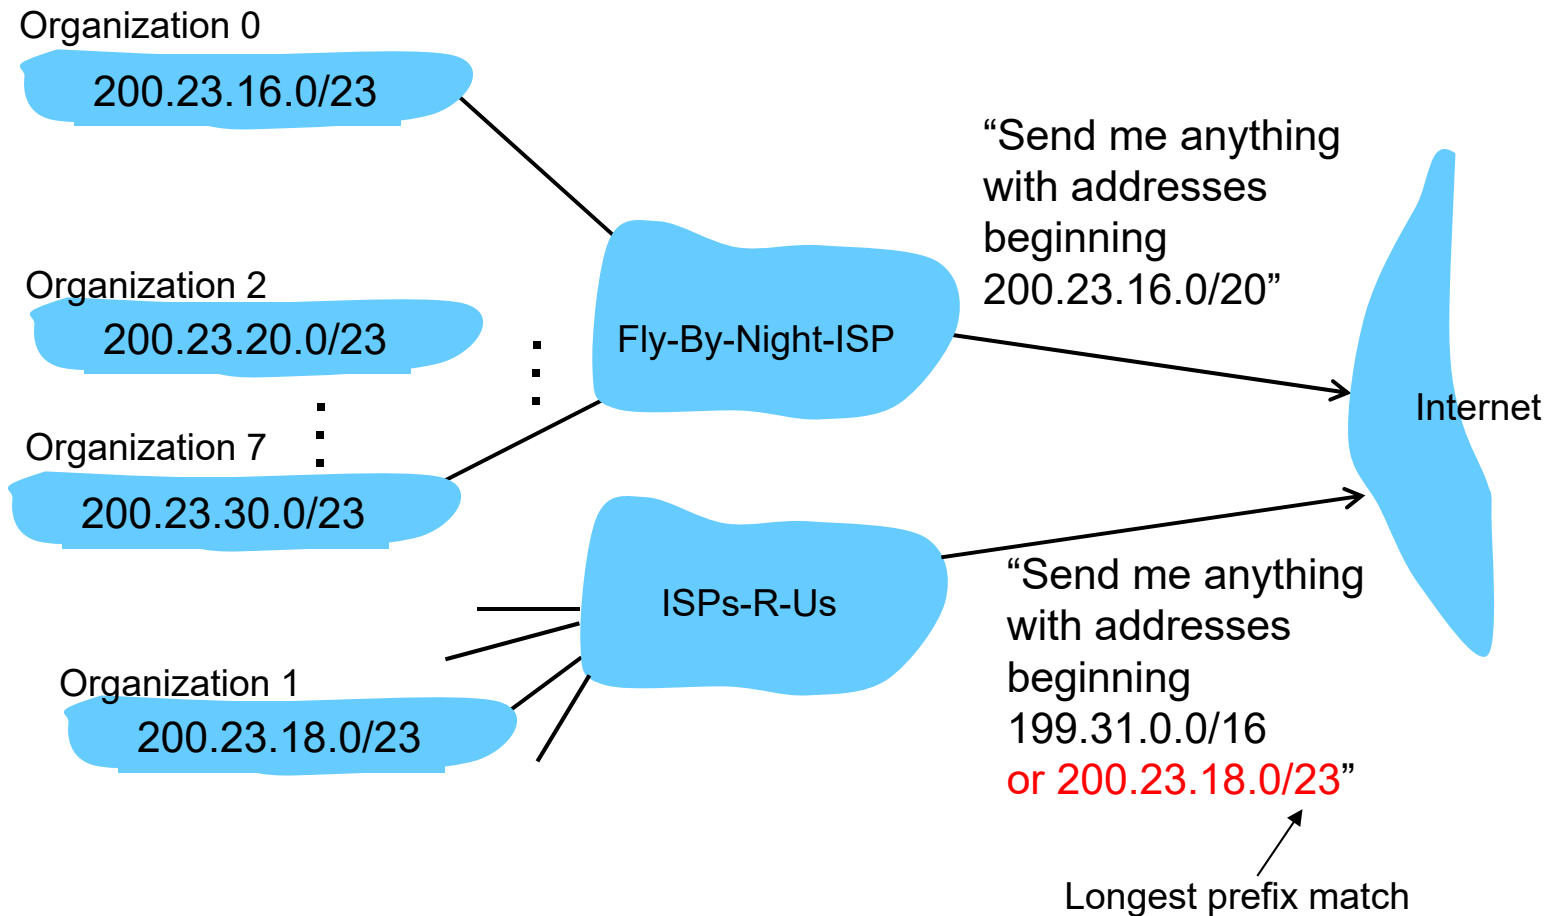 Organization 0
200.23.16.0/23
Organization 2
200.23.20.0/23
Organization 7
200.23.30.0/23
Organization 1
200.23.18.0/23
Fly-By-Night-ISP
ISPs-R-Us
“Send me anything
with addresses
beginning
200.23.16.0/20”
Internet
“Send me anything
with addresses
beginning
199.31.0.0/16
or 200.23.18.0/23”
Longest prefix match